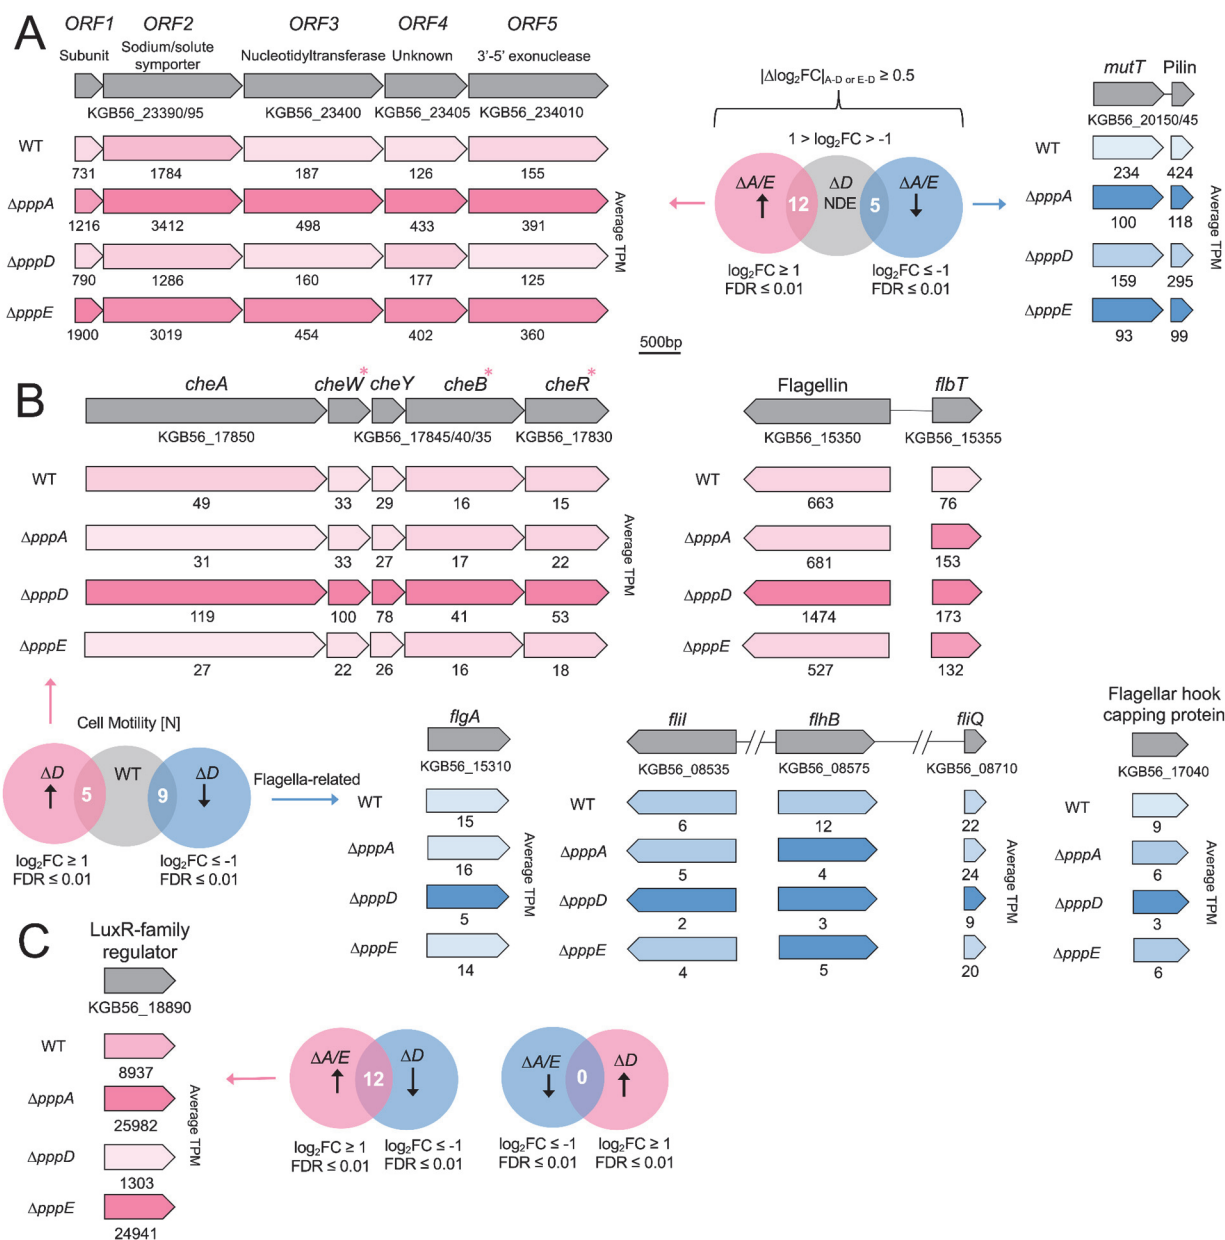 A
ORF1 ORF2 ORF3 ORF4 ORF5
Subunit Sodium/solute symporter Nucleotidyltransferase Unknown 3'-5' exonuclease
KGB56_23390/95 KGB56_23400 KGB56_23405 KGB56_234010
WT
731 1784 187 126 155
ΔpppA
1216 3412 498 433 391
ΔpppD
790 1286 160 177 125
ΔpppE
1900 3019 454 402 360
Average TPM
|Δlog₂FC|A-D or E-D ≥ 0.5
1 > log₂FC > -1
ΔA/E ↑ 12 ΔD NDE 5 ΔA/E ↓
log₂FC ≥ 1 log₂FC ≤ -1
FDR ≤ 0.01 FDR ≤ 0.01
500bp
mutT Pilin
KGB56_20150/45
WT
234 424
ΔpppA
100 118
ΔpppD
159 295
ΔpppE
93 99
Average TPM
B
cheA cheW* cheY cheB* cheR*
KGB56_17850 KGB56_17845/40/35 KGB56_17830
WT
49 33 29 16 15
ΔpppA
31 33 27 17 22
ΔpppD
119 100 78 41 53
ΔpppE
27 22 26 16 18
Average TPM
Flagellin flbT
KGB56_15350 KGB56_15355
WT
663 76
ΔpppA
681 153
ΔpppD
1474 173
ΔpppE
527 132
Cell Motility [N]
ΔD ↑ 5 WT 9 ΔD ↓
log₂FC ≥ 1 log₂FC ≤ -1
FDR ≤ 0.01 FDR ≤ 0.01
Flagella-related
flgA
KGB56_15310
WT
15
ΔpppA
16
ΔpppD
5
ΔpppE
14
Average TPM
fliI flhB fliQ
KGB56_08535 KGB56_08575 KGB56_08710
WT
6 12 22
ΔpppA
5 4 24
ΔpppD
2 3 9
ΔpppE
4 5 20
Average TPM
Flagellar hook
capping protein
KGB56_17040
WT
9
ΔpppA
6
ΔpppD
3
ΔpppE
6
Average TPM
C
LuxR-family
regulator
KGB56_18890
WT
8937
ΔpppA
25982
ΔpppD
1303
ΔpppE
24941
Average TPM
ΔA/E ↑ 12 ΔD ↓
log₂FC ≥ 1 log₂FC ≤ -1
FDR ≤ 0.01 FDR ≤ 0.01
ΔA/E ↓ 0 ΔD ↑
log₂FC ≤ -1 log₂FC ≥ 1
FDR ≤ 0.01 FDR ≤ 0.01